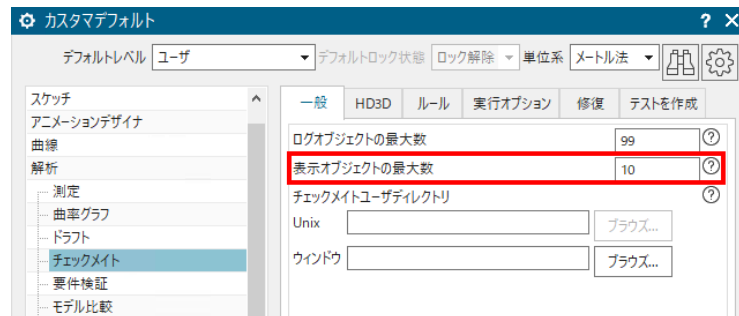 カスタマデフォルト ? ×
デフォルトレベル ユーザ デフォルトロック状態 ロック解除 単位系 メートル法
スケッチ
アニメーションデザイナ
曲線
解析
測定
曲率グラフ
ドラフト
チェックメイト
要件検証
モデル比較
一般 HD3D ルール 実行オプション 修復 テストを作成
ログオブジェクトの最大数 99 ?
表示オブジェクトの最大数 10 ?
チェックメイトユーザディレクトリ ?
Unix ブラウズ...
ウィンドウ ブラウズ...